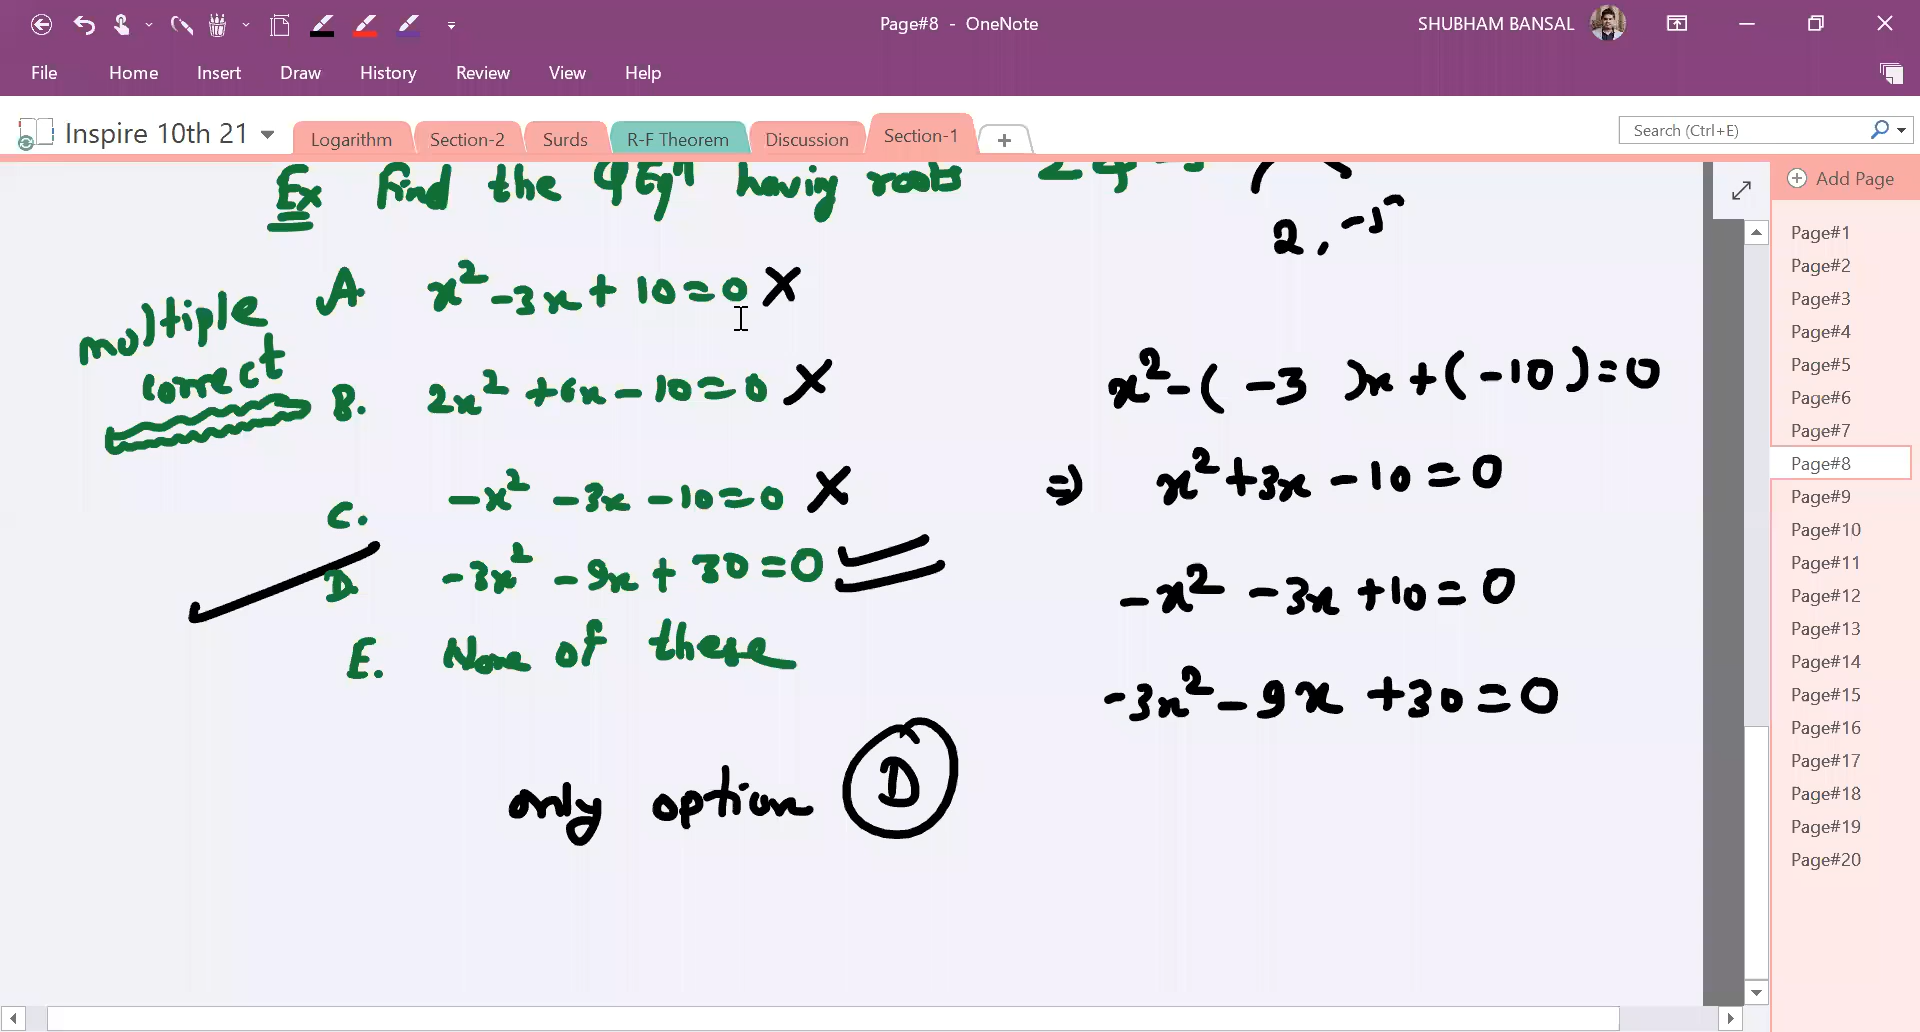 Page#8 - OneNote
SHUBHAM BANSAL
File Home Insert Draw History Review View Help
Inspire 10th 21
Logarithm Section-2 Surds R-F Theorem Discussion Section-1
Search (Ctrl+E)
Add Page
Page#1
Page#2
Page#3
Page#4
Page#5
Page#6
Page#7
Page#8
Page#9
Page#10
Page#11
Page#12
Page#13
Page#14
Page#15
Page#16
Page#17
Page#18
Page#19
Page#20
Ex Find the QEqⁿ having roots 2 &
multiple
correct
A. x² -3x + 10 = 0 ×
B. 2x² + 6x - 10 = 0 ×
C. -x² - 3x - 10 = 0 ×
D. -3x² - 9x + 30 = 0
E. None of these
only option D
2, -5
x² - ( -3 )x + ( -10 ) = 0
⇒ x² + 3x - 10 = 0
-x² - 3x + 10 = 0
-3x² - 9x + 30 = 0